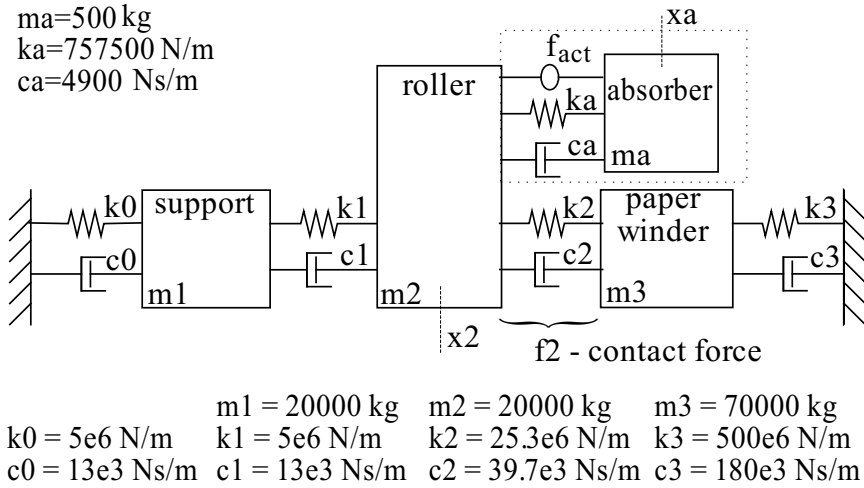 ma=500 kg
ka=757500 N/m
ca=4900 Ns/m
xa
f_act
roller
absorber
ka
ca
ma
k0
support
k1
k2
paper
winder
k3
c0
c1
c2
c3
m1
m2
m3
x2
f2 - contact force
m1 = 20000 kg m2 = 20000 kg m3 = 70000 kg
k0 = 5e6 N/m k1 = 5e6 N/m k2 = 25.3e6 N/m k3 = 500e6 N/m
c0 = 13e3 Ns/m c1 = 13e3 Ns/m c2 = 39.7e3 Ns/m c3 = 180e3 Ns/m